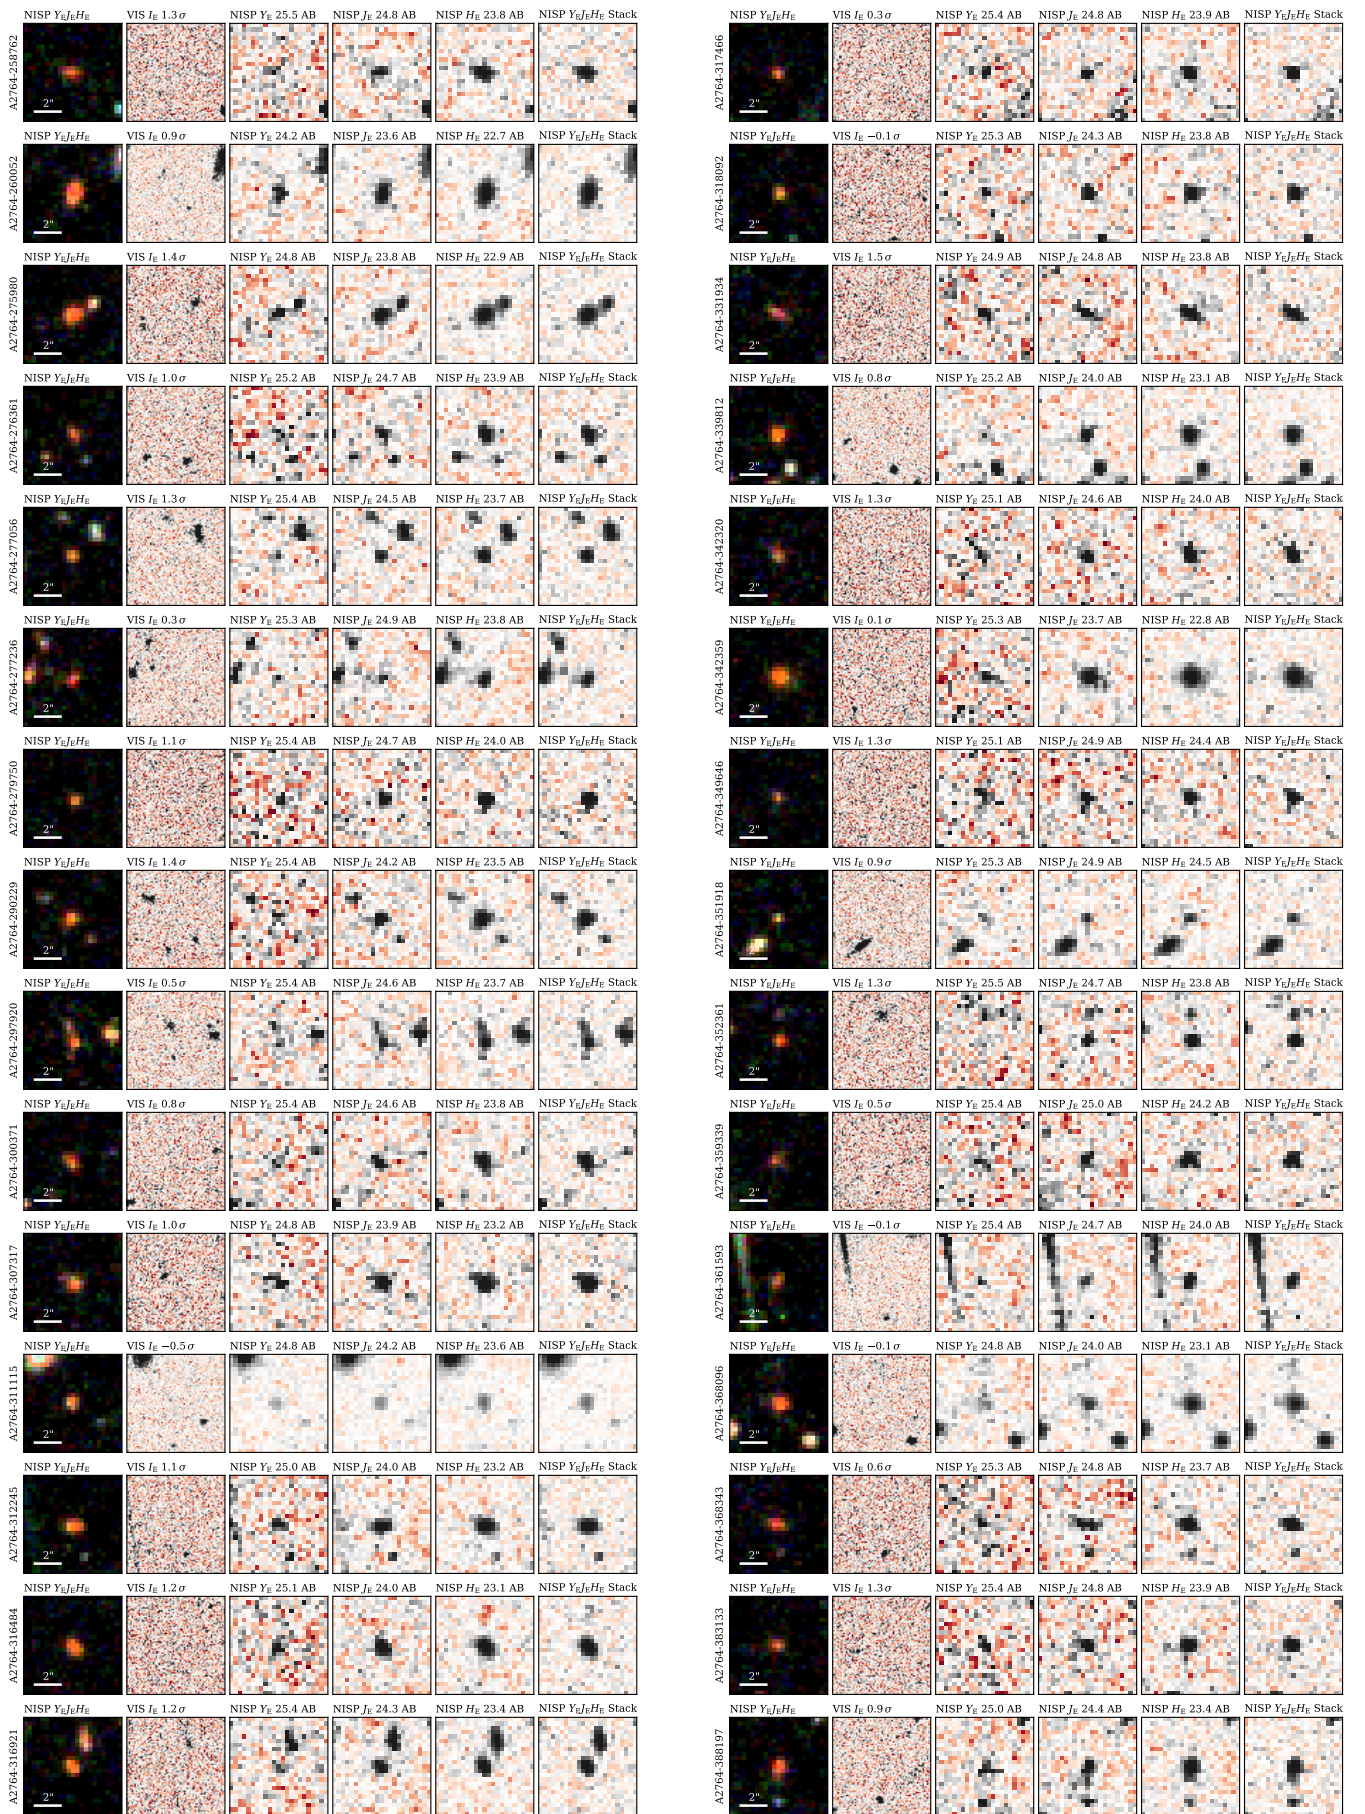 NISP YEJEHE VIS IE 1.3 σ NISP YE 25.5 AB NISP JE 24.8 AB NISP HE 23.8 AB NISP YEJEHE Stack
A2764-258762
2"
NISP YEJEHE VIS IE 0.9 σ NISP YE 24.2 AB NISP JE 23.6 AB NISP HE 22.7 AB NISP YEJEHE Stack
A2764-260052
2"
NISP YEJEHE VIS IE 1.4 σ NISP YE 24.8 AB NISP JE 23.8 AB NISP HE 22.9 AB NISP YEJEHE Stack
A2764-275980
2"
NISP YEJEHE VIS IE 1.0 σ NISP YE 25.2 AB NISP JE 24.7 AB NISP HE 23.9 AB NISP YEJEHE Stack
A2764-276361
2"
NISP YEJEHE VIS IE 1.3 σ NISP YE 25.4 AB NISP JE 24.5 AB NISP HE 23.7 AB NISP YEJEHE Stack
A2764-277056
2"
NISP YEJEHE VIS IE 0.3 σ NISP YE 25.3 AB NISP JE 24.9 AB NISP HE 23.8 AB NISP YEJEHE Stack
A2764-277236
2"
NISP YEJEHE VIS IE 1.1 σ NISP YE 25.4 AB NISP JE 24.7 AB NISP HE 24.0 AB NISP YEJEHE Stack
A2764-279750
2"
NISP YEJEHE VIS IE 1.4 σ NISP YE 25.4 AB NISP JE 24.2 AB NISP HE 23.5 AB NISP YEJEHE Stack
A2764-290229
2"
NISP YEJEHE VIS IE 0.5 σ NISP YE 25.4 AB NISP JE 24.6 AB NISP HE 23.7 AB NISP YEJEHE Stack
A2764-297920
2"
NISP YEJEHE VIS IE 0.8 σ NISP YE 25.4 AB NISP JE 24.6 AB NISP HE 23.8 AB NISP YEJEHE Stack
A2764-300371
2"
NISP YEJEHE VIS IE 1.0 σ NISP YE 24.8 AB NISP JE 23.9 AB NISP HE 23.2 AB NISP YEJEHE Stack
A2764-307317
2"
NISP YEJEHE VIS IE −0.5 σ NISP YE 24.8 AB NISP JE 24.2 AB NISP HE 23.6 AB NISP YEJEHE Stack
A2764-311115
2"
NISP YEJEHE VIS IE 1.1 σ NISP YE 25.0 AB NISP JE 24.0 AB NISP HE 23.2 AB NISP YEJEHE Stack
A2764-312245
2"
NISP YEJEHE VIS IE 1.2 σ NISP YE 25.1 AB NISP JE 24.0 AB NISP HE 23.1 AB NISP YEJEHE Stack
A2764-316484
2"
NISP YEJEHE VIS IE 1.2 σ NISP YE 25.4 AB NISP JE 24.3 AB NISP HE 23.4 AB NISP YEJEHE Stack
A2764-316921
2"
NISP YEJEHE VIS IE 0.3 σ NISP YE 25.4 AB NISP JE 24.8 AB NISP HE 23.9 AB NISP YEJEHE Stack
A2764-317466
2"
NISP YEJEHE VIS IE −0.1 σ NISP YE 25.3 AB NISP JE 24.3 AB NISP HE 23.8 AB NISP YEJEHE Stack
A2764-318092
2"
NISP YEJEHE VIS IE 1.5 σ NISP YE 24.9 AB NISP JE 24.8 AB NISP HE 23.8 AB NISP YEJEHE Stack
A2764-331934
2"
NISP YEJEHE VIS IE 0.8 σ NISP YE 25.2 AB NISP JE 24.0 AB NISP HE 23.1 AB NISP YEJEHE Stack
A2764-339812
2"
NISP YEJEHE VIS IE 1.3 σ NISP YE 25.1 AB NISP JE 24.6 AB NISP HE 24.0 AB NISP YEJEHE Stack
A2764-342320
2"
NISP YEJEHE VIS IE 0.1 σ NISP YE 25.3 AB NISP JE 23.7 AB NISP HE 22.8 AB NISP YEJEHE Stack
A2764-342359
2"
NISP YEJEHE VIS IE 1.3 σ NISP YE 25.1 AB NISP JE 24.9 AB NISP HE 24.4 AB NISP YEJEHE Stack
A2764-349646
2"
NISP YEJEHE VIS IE 0.9 σ NISP YE 25.3 AB NISP JE 24.9 AB NISP HE 24.5 AB NISP YEJEHE Stack
A2764-351918
2"
NISP YEJEHE VIS IE 1.3 σ NISP YE 25.5 AB NISP JE 24.7 AB NISP HE 23.8 AB NISP YEJEHE Stack
A2764-352361
2"
NISP YEJEHE VIS IE 0.5 σ NISP YE 25.4 AB NISP JE 25.0 AB NISP HE 24.2 AB NISP YEJEHE Stack
A2764-359339
2"
NISP YEJEHE VIS IE −0.1 σ NISP YE 25.4 AB NISP JE 24.7 AB NISP HE 24.0 AB NISP YEJEHE Stack
A2764-361593
2"
NISP YEJEHE VIS IE −0.1 σ NISP YE 24.8 AB NISP JE 24.0 AB NISP HE 23.1 AB NISP YEJEHE Stack
A2764-368096
2"
NISP YEJEHE VIS IE 0.6 σ NISP YE 25.3 AB NISP JE 24.8 AB NISP HE 23.7 AB NISP YEJEHE Stack
A2764-368343
2"
NISP YEJEHE VIS IE 1.3 σ NISP YE 25.4 AB NISP JE 24.8 AB NISP HE 23.9 AB NISP YEJEHE Stack
A2764-383133
2"
NISP YEJEHE VIS IE 0.9 σ NISP YE 25.0 AB NISP JE 24.4 AB NISP HE 23.4 AB NISP YEJEHE Stack
A2764-388197
2"